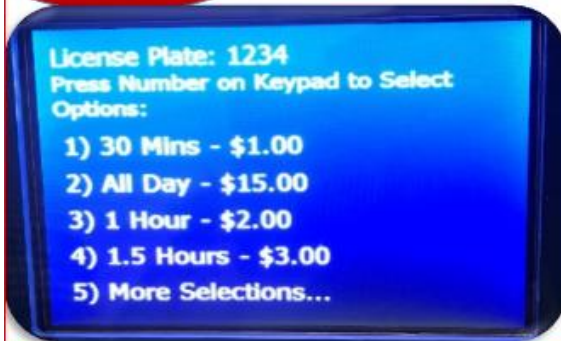 License Plate: 1234
Press Number on Keypad to Select
Options:
1) 30 Mins - $1.00
2) All Day - $15.00
3) 1 Hour - $2.00
4) 1.5 Hours - $3.00
5) More Selections...